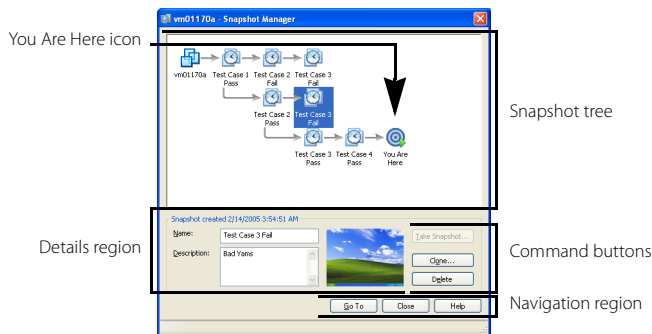 vm01170a - Snapshot Manager
You Are Here icon
vm01170a
Test Case 1
Pass
Test Case 2
Fail
Test Case 3
Fail
Test Case 2
Pass
Test Case 3
Fail
Snapshot tree
Test Case 3
Pass
Test Case 4
Pass
You Are
Here
Snapshot created 2/14/2005 3:54:51 AM
Name:
Test Case 3 Fail
Take Snapshot...
Details region
Description:
Bad Yams
Clone...
Command buttons
Delete
Go To
Close
Help
Navigation region